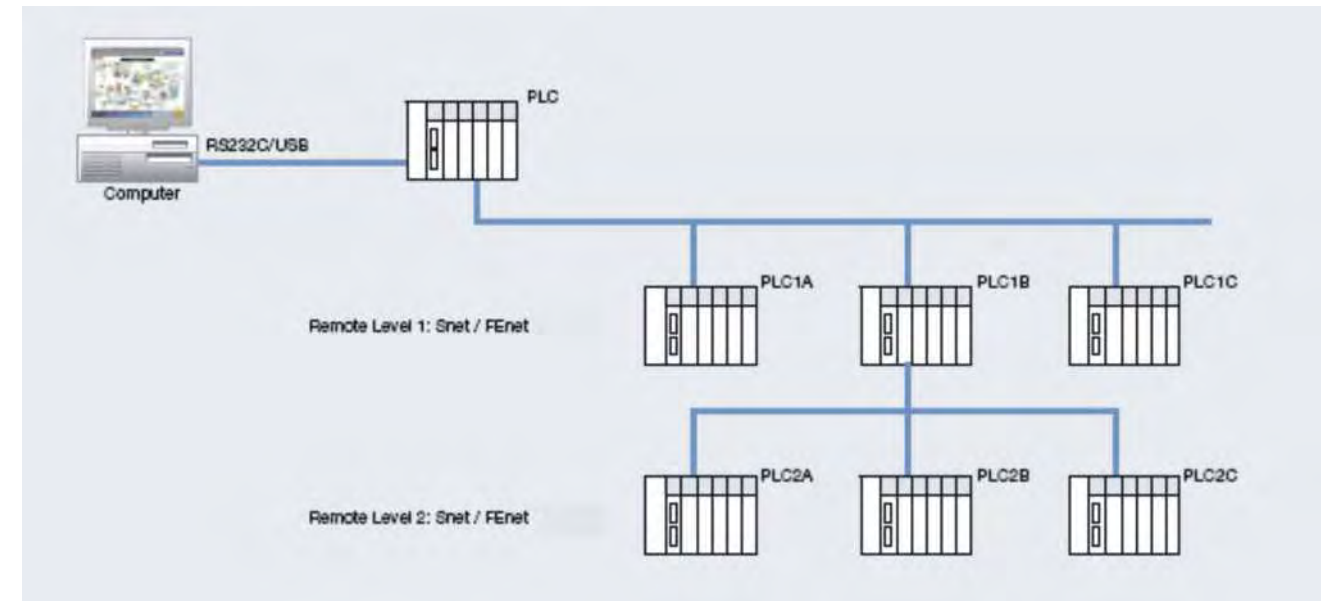 PLC
RS232C/USB
Computer
PLC1A
PLC1B
PLC1C
Remote Level 1: Snet / FEnet
PLC2A
PLC2B
PLC2C
Remote Level 2: Snet / FEnet